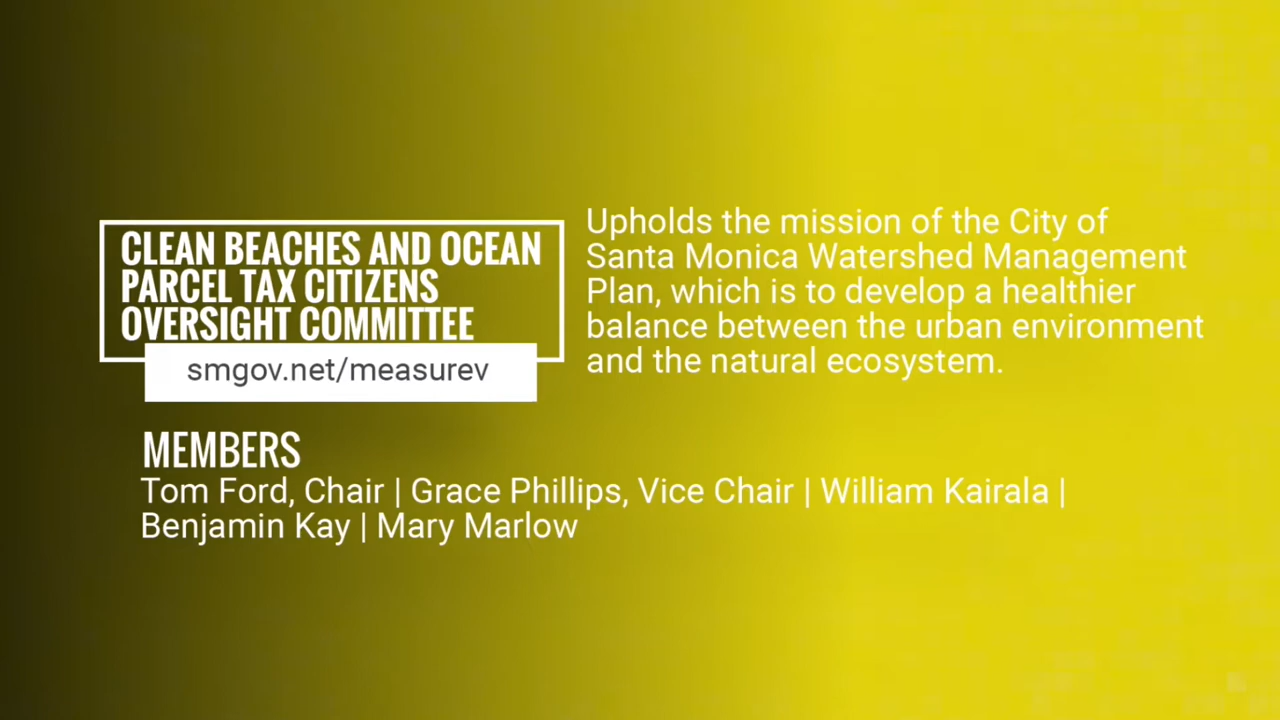 CLEAN BEACHES AND OCEAN
PARCEL TAX CITIZENS
OVERSIGHT COMMITTEE
smgov.net/measurev
Upholds the mission of the City of
Santa Monica Watershed Management
Plan, which is to develop a healthier
balance between the urban environment
and the natural ecosystem.
MEMBERS
Tom Ford, Chair | Grace Phillips, Vice Chair | William Kairala |
Benjamin Kay | Mary Marlow